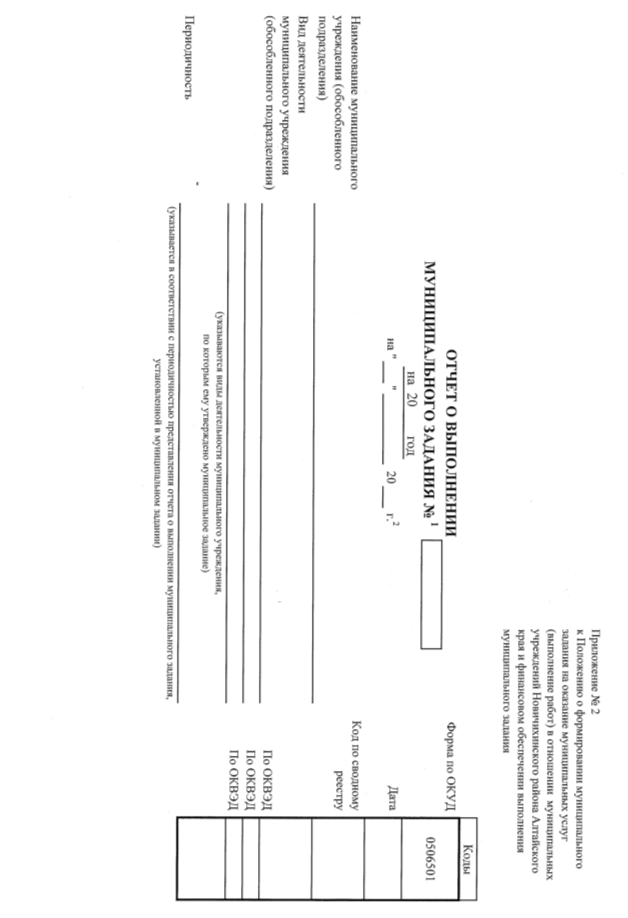 Приложение № 2
к Положению о формировании муниципального
задания на оказание муниципальных услуг
(выполнение работ) в отношении муниципальных
учреждений Новичихинского района Алтайского
края и финансовом обеспечении выполнения
муниципального задания
ОТЧЕТ О ВЫПОЛНЕНИИ
МУНИЦИПАЛЬНОГО ЗАДАНИЯ № 1
на 20 год
на " " 20 г.2
Коды
Форма по ОКУД 0506501
Дата
Код по сводному
реестру
Наименование муниципального
учреждения (обособленного
подразделения)
Вид деятельности
муниципального учреждения
(обособленного подразделения)
По ОКВЭД
По ОКВЭД
По ОКВЭД
(указываются виды деятельности муниципального учреждения,
по которым ему утверждено муниципальное задание)
Периодичность
(указывается в соответствии с периодичностью представления отчета о выполнении муниципального задания,
установленной в муниципальном задании)